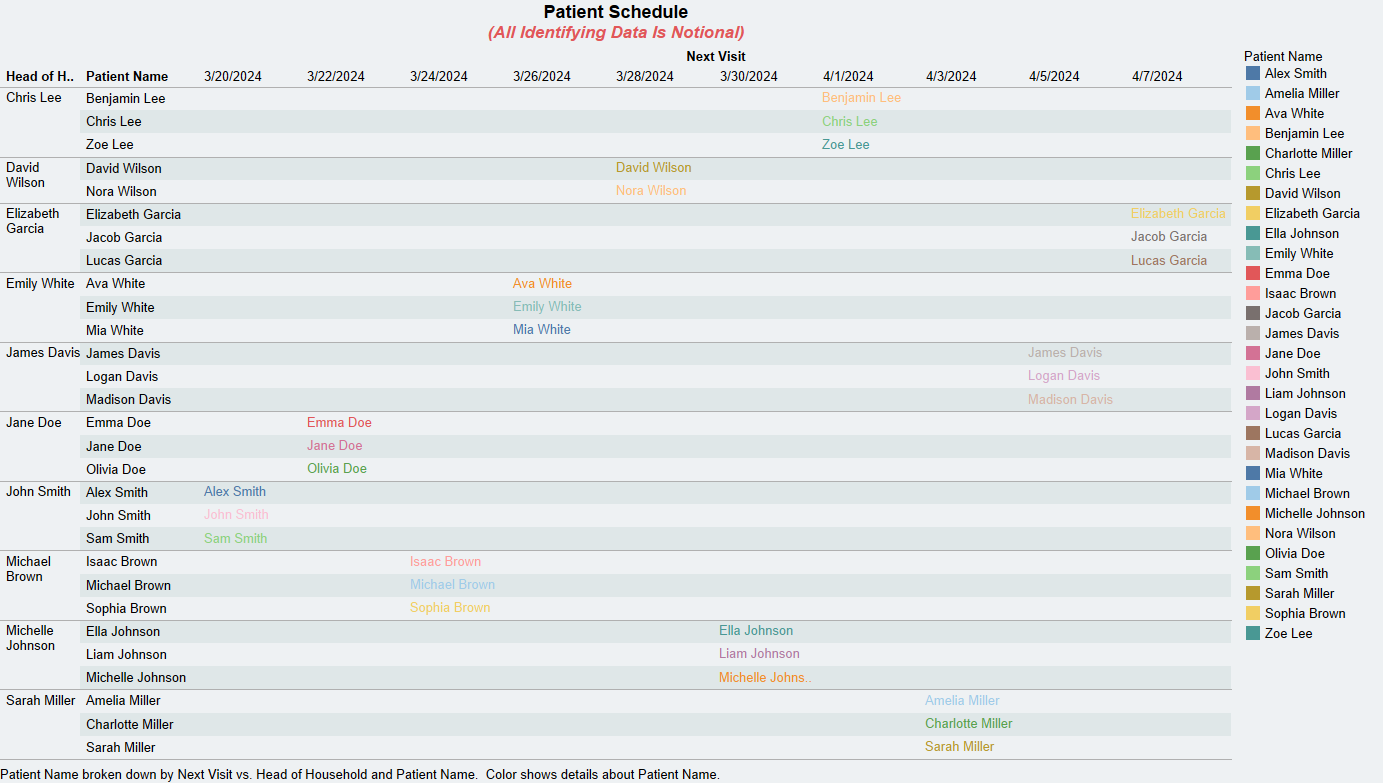 Patient Schedule
(All Identifying Data Is Notional)
Next Visit
Head of H.. Patient Name 3/20/2024 3/22/2024 3/24/2024 3/26/2024 3/28/2024 3/30/2024 4/1/2024 4/3/2024 4/5/2024 4/7/2024
Chris Lee Benjamin Lee Benjamin Lee
Chris Lee Chris Lee
Zoe Lee Zoe Lee
David
Wilson
David Wilson David Wilson
Nora Wilson Nora Wilson
Elizabeth
Garcia
Elizabeth Garcia Elizabeth Garcia
Jacob Garcia Jacob Garcia
Lucas Garcia Lucas Garcia
Emily White Ava White Ava White
Emily White Emily White
Mia White Mia White
James Davis James Davis James Davis
Logan Davis Logan Davis
Madison Davis Madison Davis
Jane Doe Emma Doe Emma Doe
Jane Doe Jane Doe
Olivia Doe Olivia Doe
John Smith Alex Smith Alex Smith
John Smith John Smith
Sam Smith Sam Smith
Michael
Brown
Isaac Brown Isaac Brown
Michael Brown Michael Brown
Sophia Brown Sophia Brown
Michelle
Johnson
Ella Johnson Ella Johnson
Liam Johnson Liam Johnson
Michelle Johnson Michelle Johns..
Sarah Miller Amelia Miller Amelia Miller
Charlotte Miller Charlotte Miller
Sarah Miller Sarah Miller
Patient Name
Alex Smith
Amelia Miller
Ava White
Benjamin Lee
Charlotte Miller
Chris Lee
David Wilson
Elizabeth Garcia
Ella Johnson
Emily White
Emma Doe
Isaac Brown
Jacob Garcia
James Davis
Jane Doe
John Smith
Liam Johnson
Logan Davis
Lucas Garcia
Madison Davis
Mia White
Michael Brown
Michelle Johnson
Nora Wilson
Olivia Doe
Sam Smith
Sarah Miller
Sophia Brown
Zoe Lee
Patient Name broken down by Next Visit vs. Head of Household and Patient Name.  Color shows details about Patient Name.